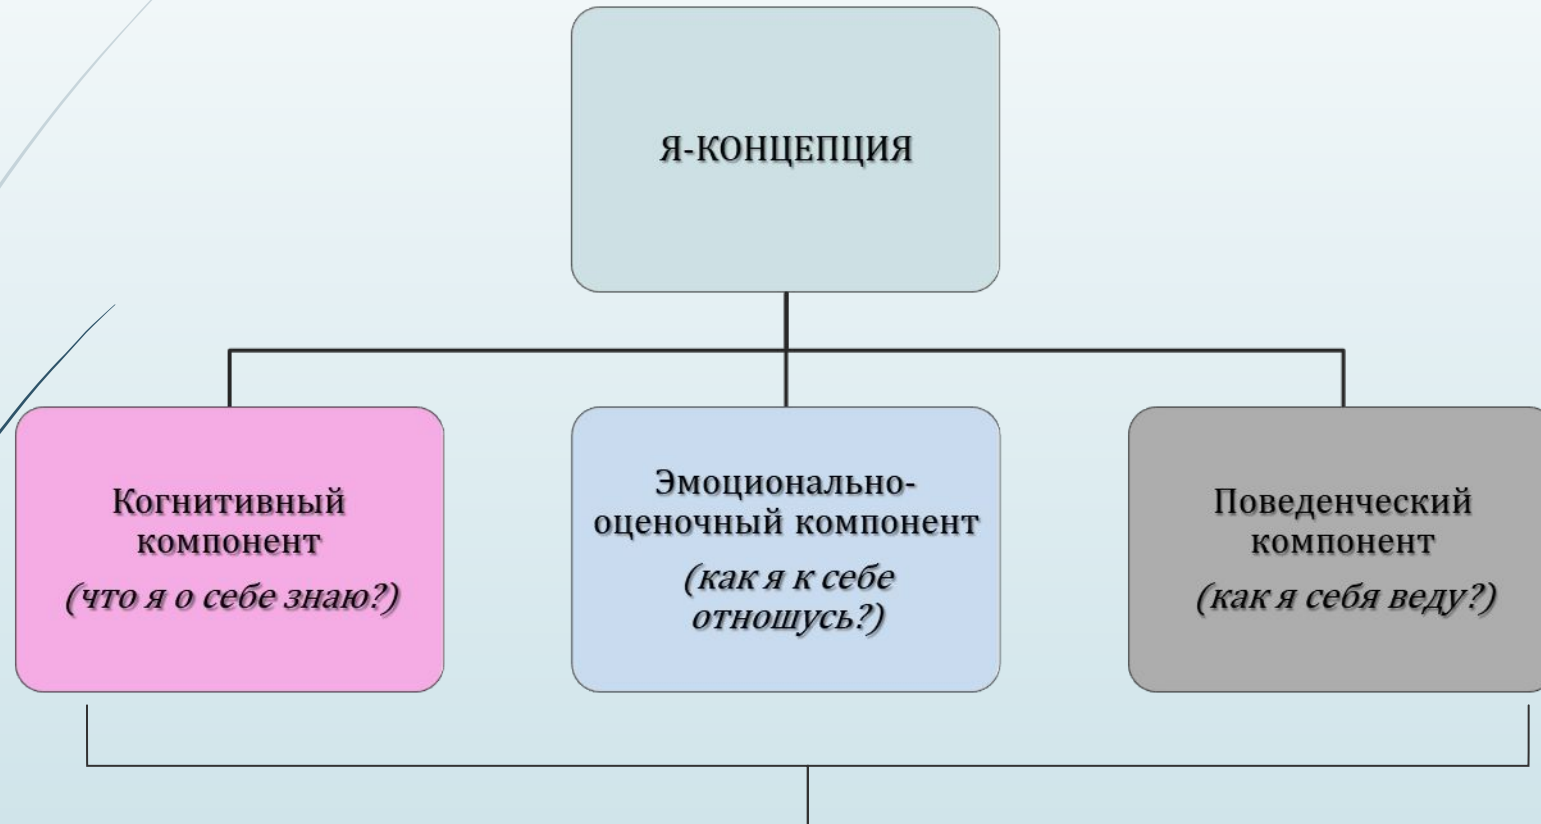 Я-КОНЦЕПЦИЯ
Когнитивный
компонент
(что я о себе знаю?)
Эмоционально-
оценочный компонент
(как я к себе
отношусь?)
Поведенческий
компонент
(как я себя веду?)